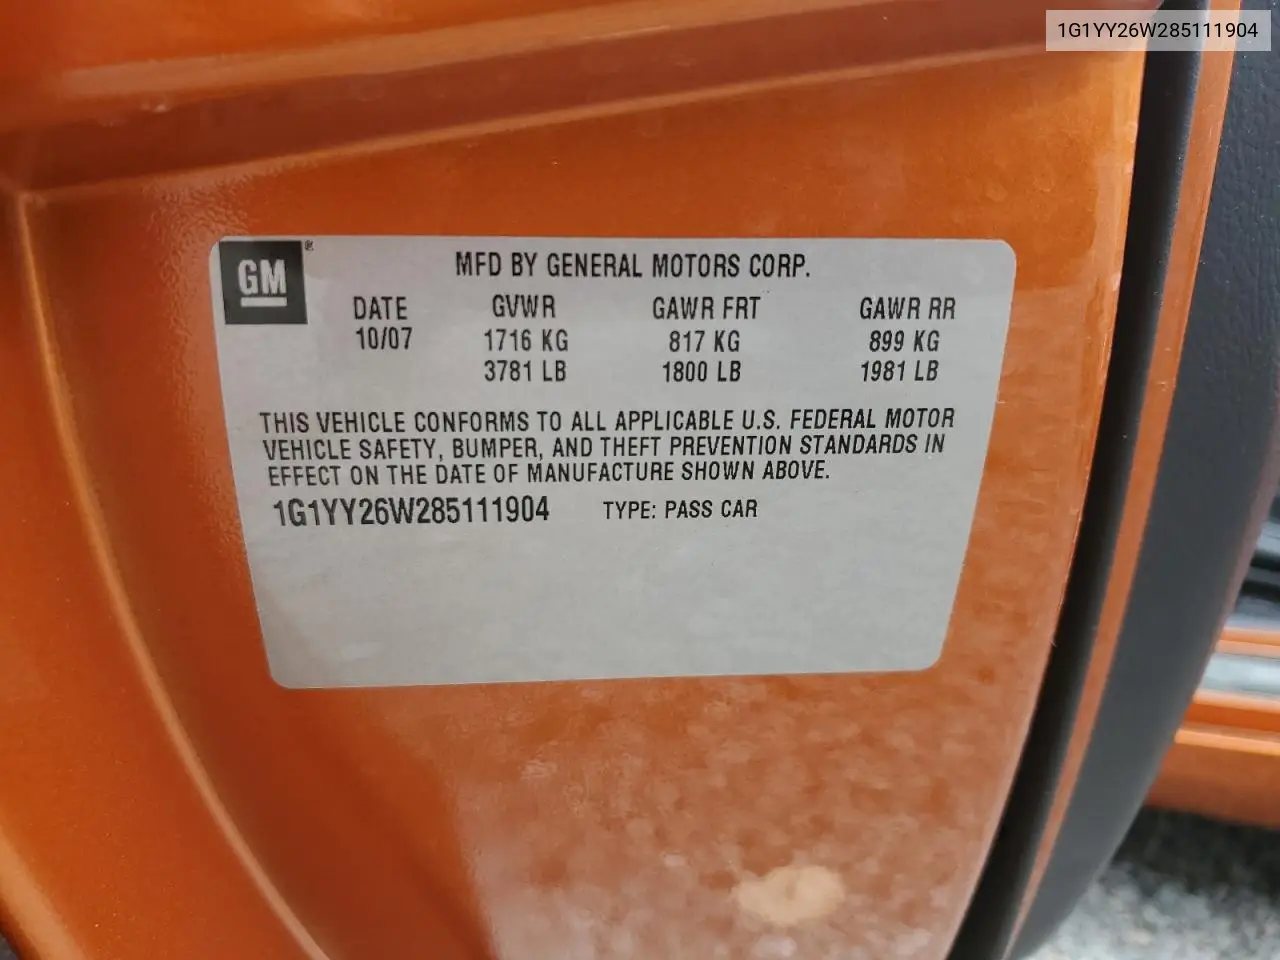 1G1YY26W285111904
GM ® MFD BY GENERAL MOTORS CORP.
DATE GVWR GAWR FRT GAWR RR
10/07 1716 KG 817 KG 899 KG
3781 LB 1800 LB 1981 LB
THIS VEHICLE CONFORMS TO ALL APPLICABLE U.S. FEDERAL MOTOR
VEHICLE SAFETY, BUMPER, AND THEFT PREVENTION STANDARDS IN
EFFECT ON THE DATE OF MANUFACTURE SHOWN ABOVE.
1G1YY26W285111904 TYPE: PASS CAR